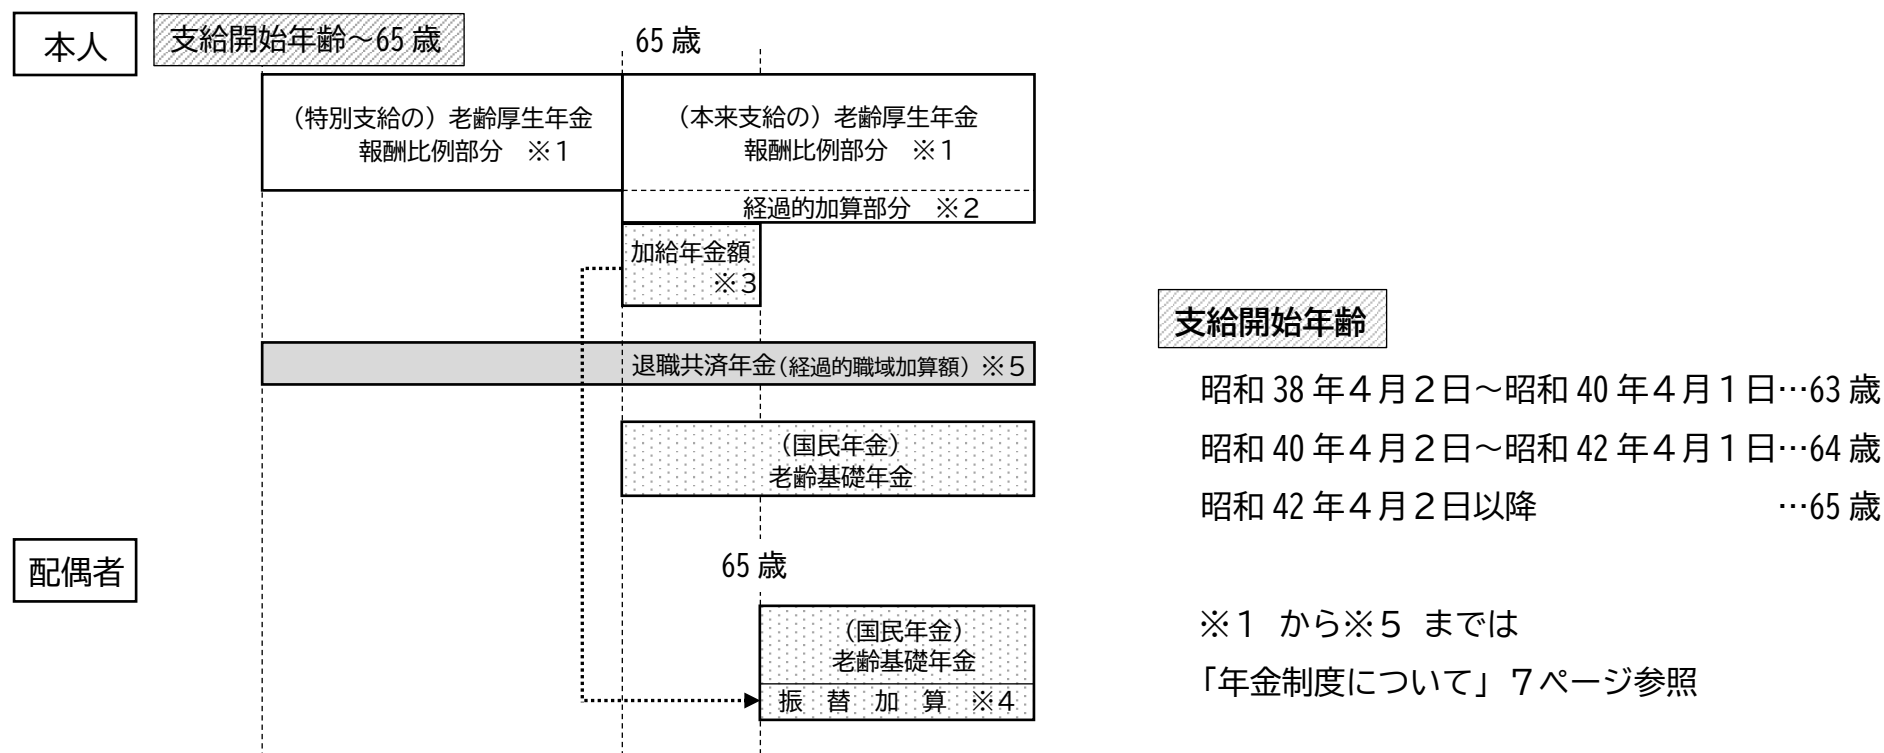 本人
支給開始年齢～65歳
65歳
（特別支給の）老齢厚生年金
報酬比例部分　※１
（本来支給の）老齢厚生年金
報酬比例部分　※１
経過的加算部分　※２
加給年金額
※３
退職共済年金（経過的職域加算額）※５
（国民年金）
老齢基礎年金
配偶者
65歳
（国民年金）
老齢基礎年金
振　替　加　算　※４
支給開始年齢
昭和38年４月２日～昭和40年４月１日…63歳
昭和40年４月２日～昭和42年４月１日…64歳
昭和42年４月２日以降　…65歳
※１ から※５ までは
「年金制度について」７ページ参照